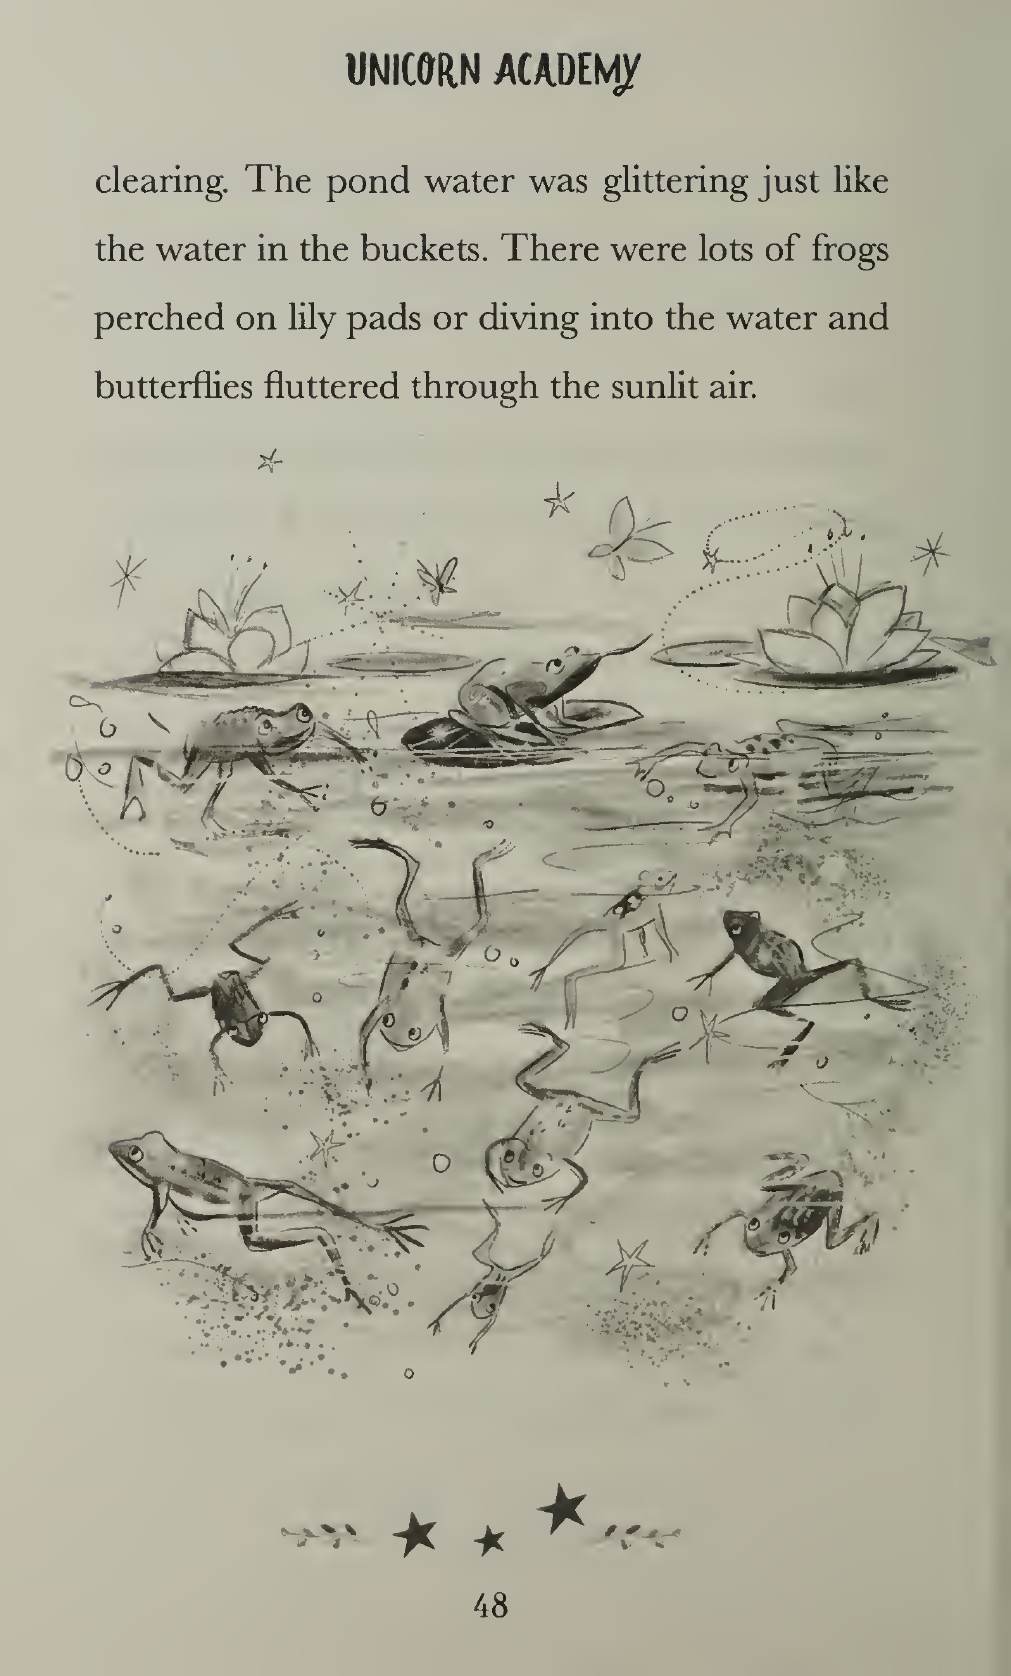 UNICORN ACADEMY
clearing. The pond water was glittering just like
the water in the buckets. There were lots of frogs
perched on lily pads or diving into the water and
butterflies fluttered through the sunlit air.
48